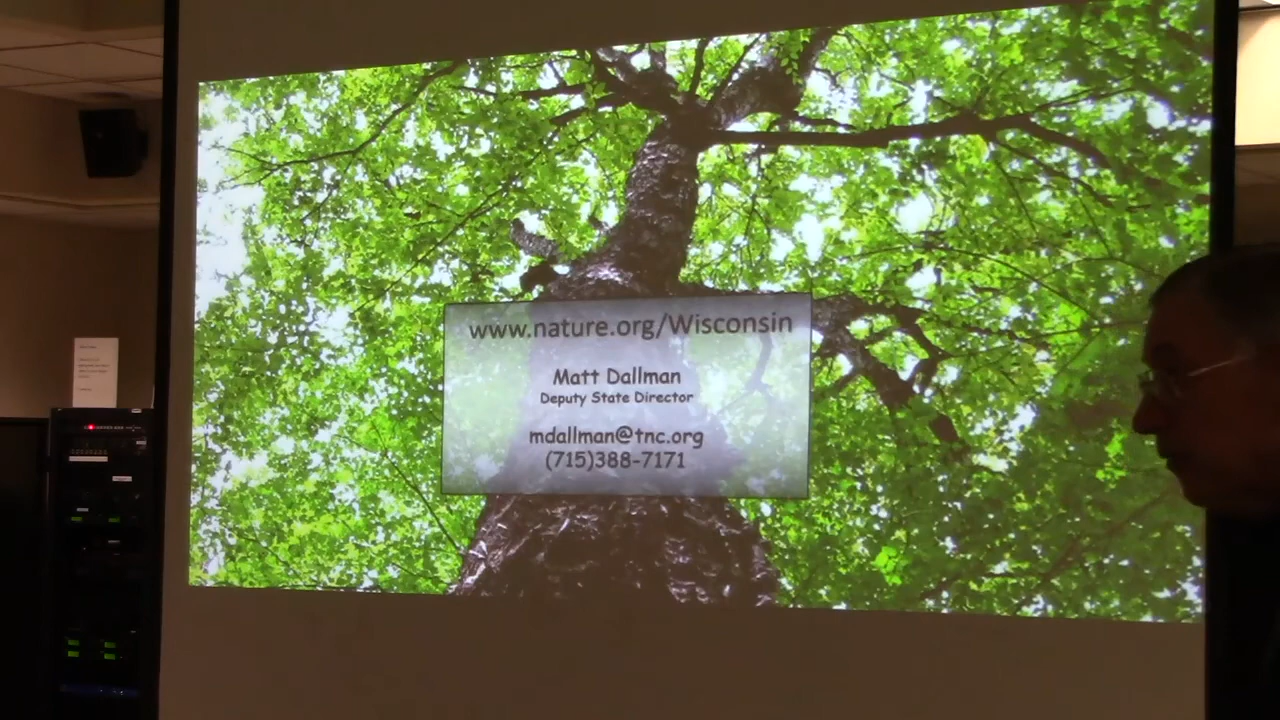 www.nature.org/Wisconsin
Matt Dallman
Deputy State Director
mdallman@tnc.org
(715)388-7171